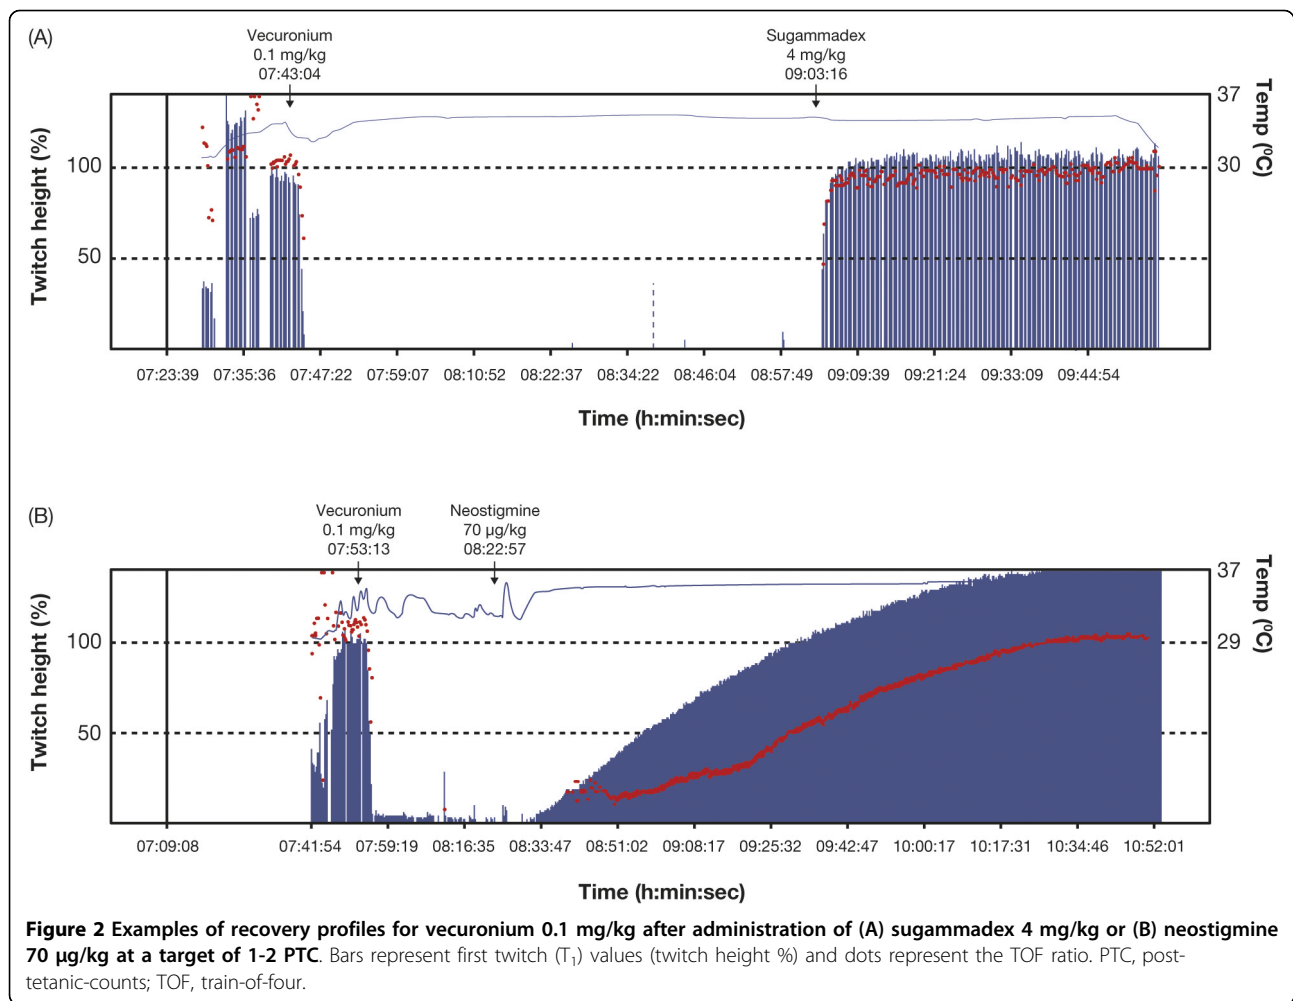 (A)
Vecuronium
0.1 mg/kg
07:43:04
Sugammadex
4 mg/kg
09:03:16
Twitch height (%)
100
50
37
30
Temp (⁰C)
07:23:39 07:35:36 07:47:22 07:59:07 08:10:52 08:22:37 08:34:22 08:46:04 08:57:49 09:09:39 09:21:24 09:33:09 09:44:54
Time (h:min:sec)
(B)
Vecuronium
0.1 mg/kg
07:53:13
Neostigmine
70 µg/kg
08:22:57
Twitch height (%)
100
50
37
29
Temp (⁰C)
07:09:08 07:41:54 07:59:19 08:16:35 08:33:47 08:51:02 09:08:17 09:25:32 09:42:47 10:00:17 10:17:31 10:34:46 10:52:01
Time (h:min:sec)
Figure 2 Examples of recovery profiles for vecuronium 0.1 mg/kg after administration of (A) sugammadex 4 mg/kg or (B) neostigmine
70 µg/kg at a target of 1-2 PTC. Bars represent first twitch (T₁) values (twitch height %) and dots represent the TOF ratio. PTC, post-
tetanic-counts; TOF, train-of-four.